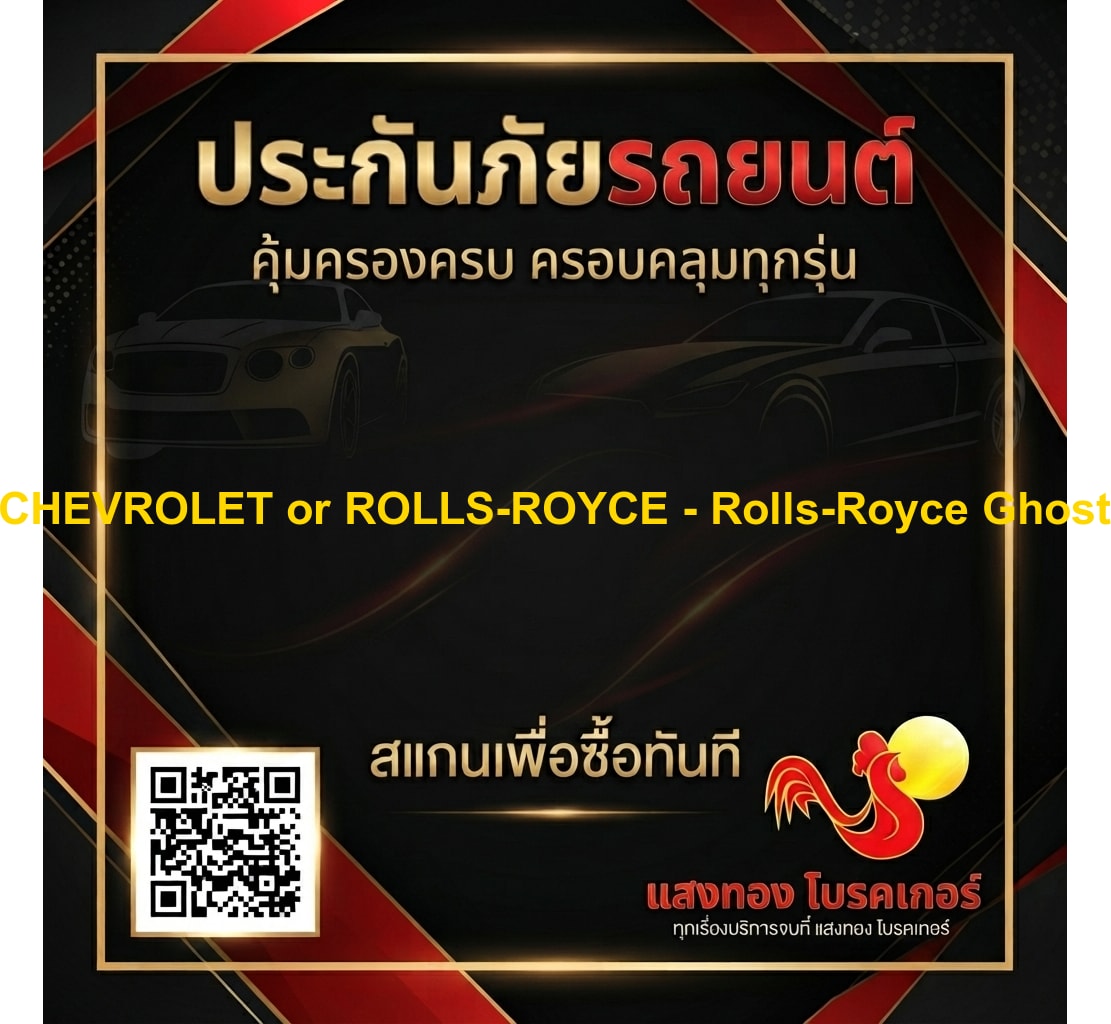 ประกันภัยรถยนต์
คุ้มครองครบ ครอบคลุมทุกรุ่น
CHEVROLET or ROLLS-ROYCE - Rolls-Royce Ghost
สแกนเพื่อซื้อทันที
แสงทอง โบรคเกอร์
ทุกเรื่องบริการจบที่ แสงทอง โบรคเกอร์